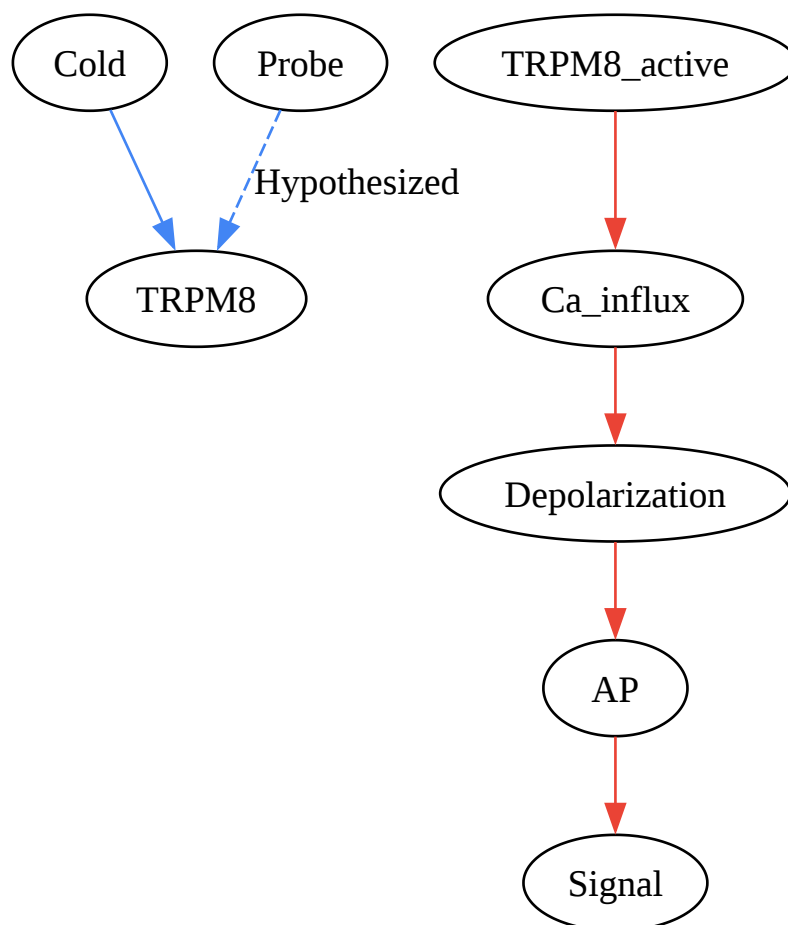 Cold
Probe
TRPM8_active
Hypothesized
TRPM8
Ca_influx
Depolarization
AP
Signal